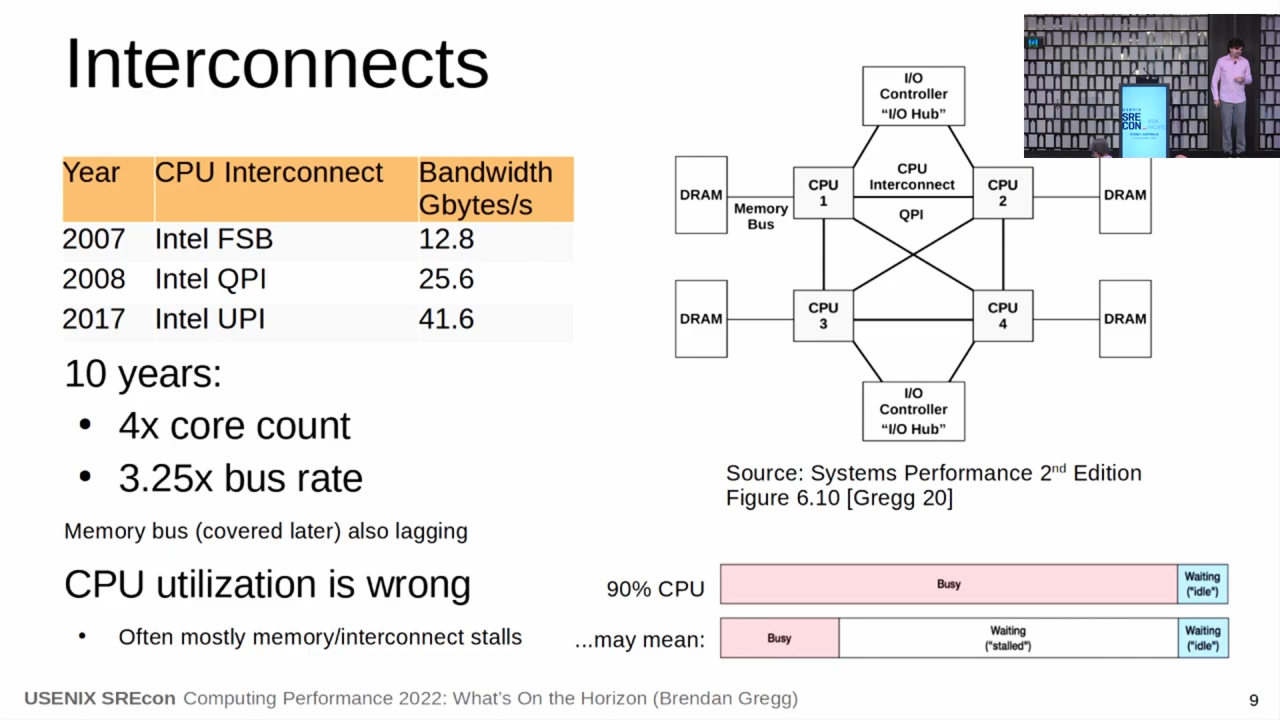 Interconnects
Year CPU Interconnect Bandwidth
Gbytes/s
2007 Intel FSB 12.8
2008 Intel QPI 25.6
2017 Intel UPI 41.6
10 years:
• 4x core count
• 3.25x bus rate
Memory bus (covered later) also lagging
CPU utilization is wrong
• Often mostly memory/interconnect stalls
I/O
Controller
“I/O Hub”
DRAM
Memory
Bus
CPU
1
CPU
Interconnect
QPI
CPU
2
DRAM
DRAM
CPU
3
CPU
4
DRAM
I/O
Controller
“I/O Hub”
Source: Systems Performance 2nd Edition
Figure 6.10 [Gregg 20]
90% CPU
Busy
Waiting
("idle")
...may mean:
Busy
Waiting
("stalled")
Waiting
("idle")
USENIX
SRE
CON
USENIX SREcon Computing Performance 2022: What’s On the Horizon (Brendan Gregg)
9